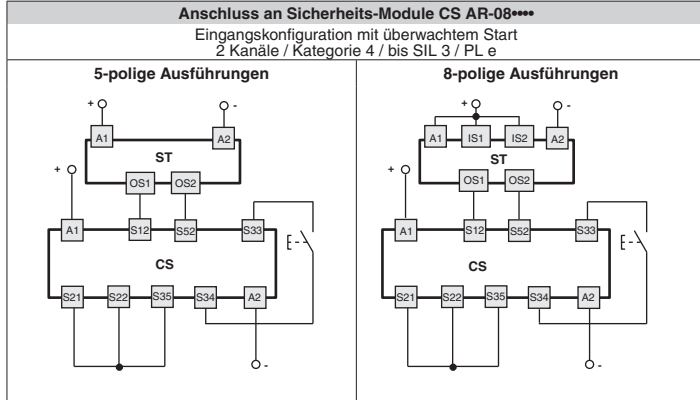 Anschluss an Sicherheits-Module CS AR-08••••
Eingangskonfiguration mit überwachtem Start
2 Kanäle / Kategorie 4 / bis SIL 3 / PL e
5-polige Ausführungen
+
-
A1
A2
ST
+
OS1
OS2
A1
S12
S52
S33
CS
S21
S22
S35
S34
A2
-
8-polige Ausführungen
+
-
A1
IS1
IS2
A2
ST
+
OS1
OS2
A1
S12
S52
S33
CS
S21
S22
S35
S34
A2
-